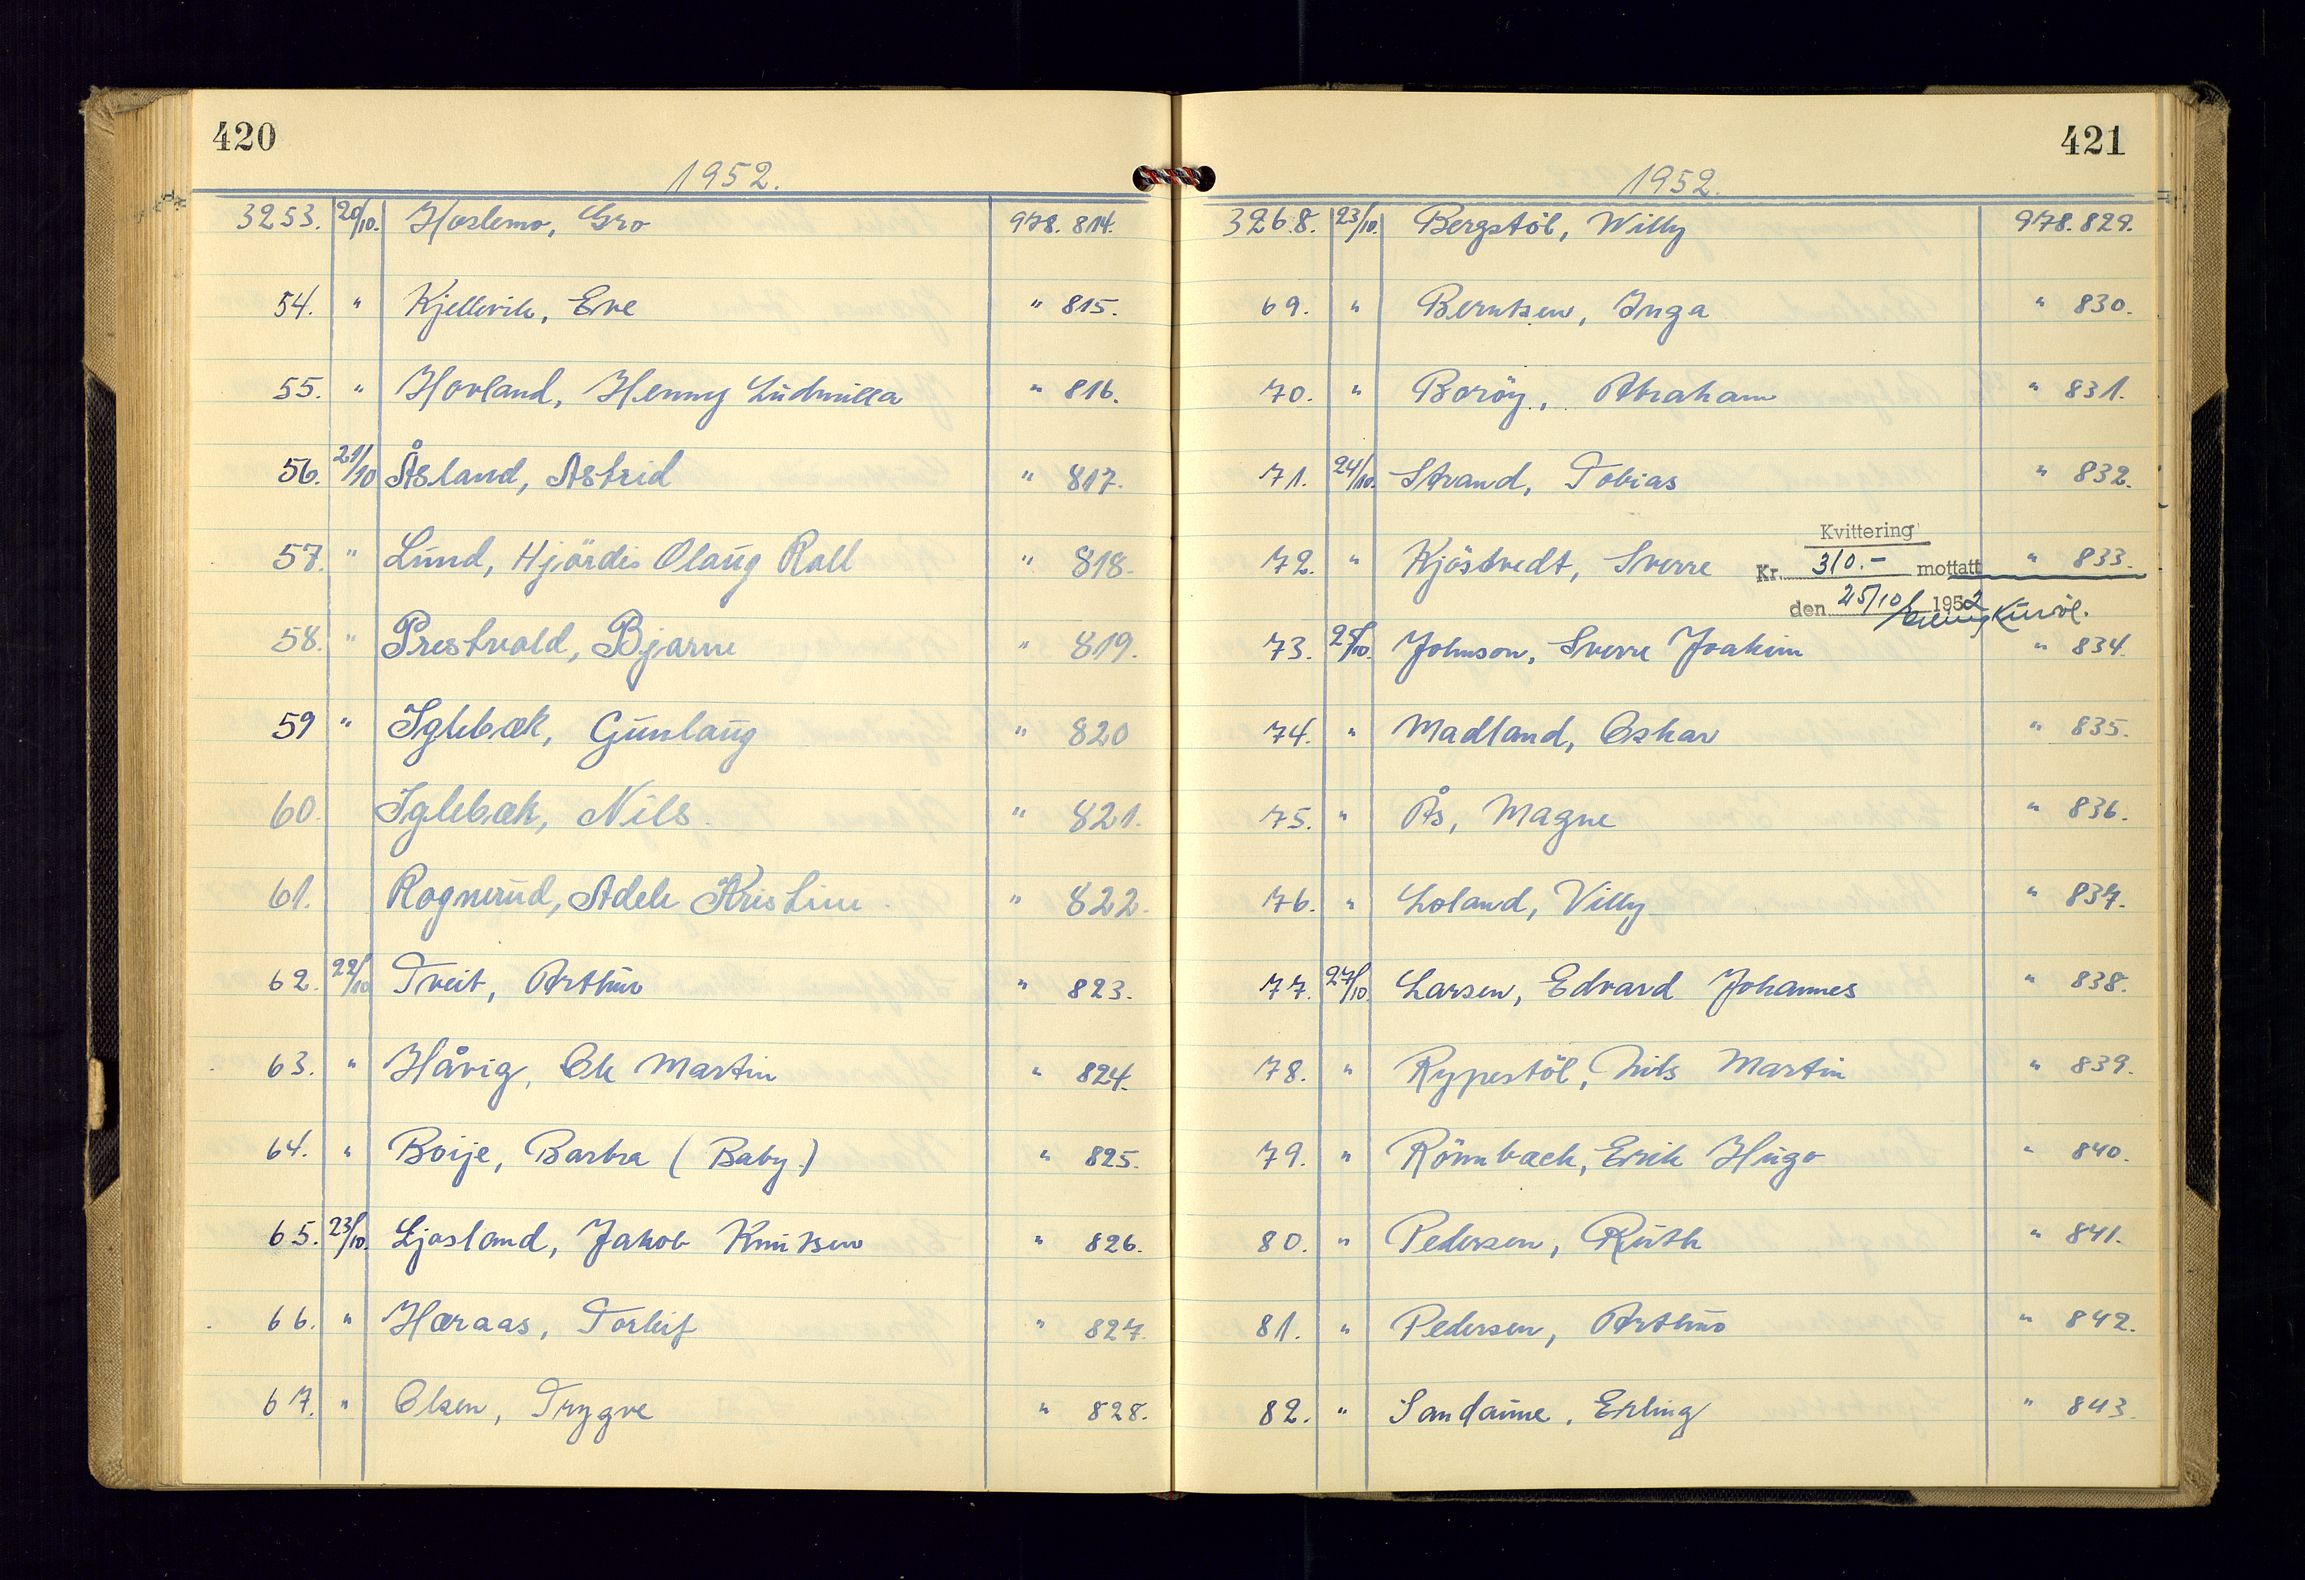 420
1952.
3253. 20/10. Hoslemo, Gro 978. 814.
54. " Kjellevik, Eve " 815.
55. " Hovland, Henny Ludmilla " 816.
56. 21/10 Åsland, Astrid " 817.
57. " Lund, Hjördis Olaug Roll " 818.
58. " Prestvold, Bjarne " 819.
59 " Iglebæk, Gunlaug " 820
60. Iglebæk, Nils. " 821.
61. Rognerud, Adele Kristine " 822.
62. 22/10 Tveit, Arthur " 823.
63. " Håvig, Ole Martin " 824.
64. " Boije, Barbra (Baby) " 825.
65. 23/10. Ljosland, Jakob Knutsen " 826.
66. " Høraas, Torleif " 827.
67. " Olsen, Trygve " 828.
421
1952.
3268. 23/10. Bergstöl, Willy 978.829.
69. " Berntsen, Inga " 830.
70. " Boröy, Abraham " 831.
71. 24/10. Strand, Tobias " 832.
Kvittering
72. " Kjöstvedt, Sverre Kr. 310.- mottatt " 833.
den 25/10 1952
73. 25/10. Johnson, Sverre Joakim " 834.
74. " Madland, Oskar " 835.
75. " Ås, Magne " 836.
76. " Loland, Villy " 837.
77. 27/10. Larsen, Edvard Johannes " 838.
78. " Rypestöl, Nils Martin " 839.
79. " Rönnback, Erik Hugo " 840.
80. " Pedersen, Ruth " 841.
81. " Pedersen, Arthur " 842.
82. " Sandaune, Erling " 843.